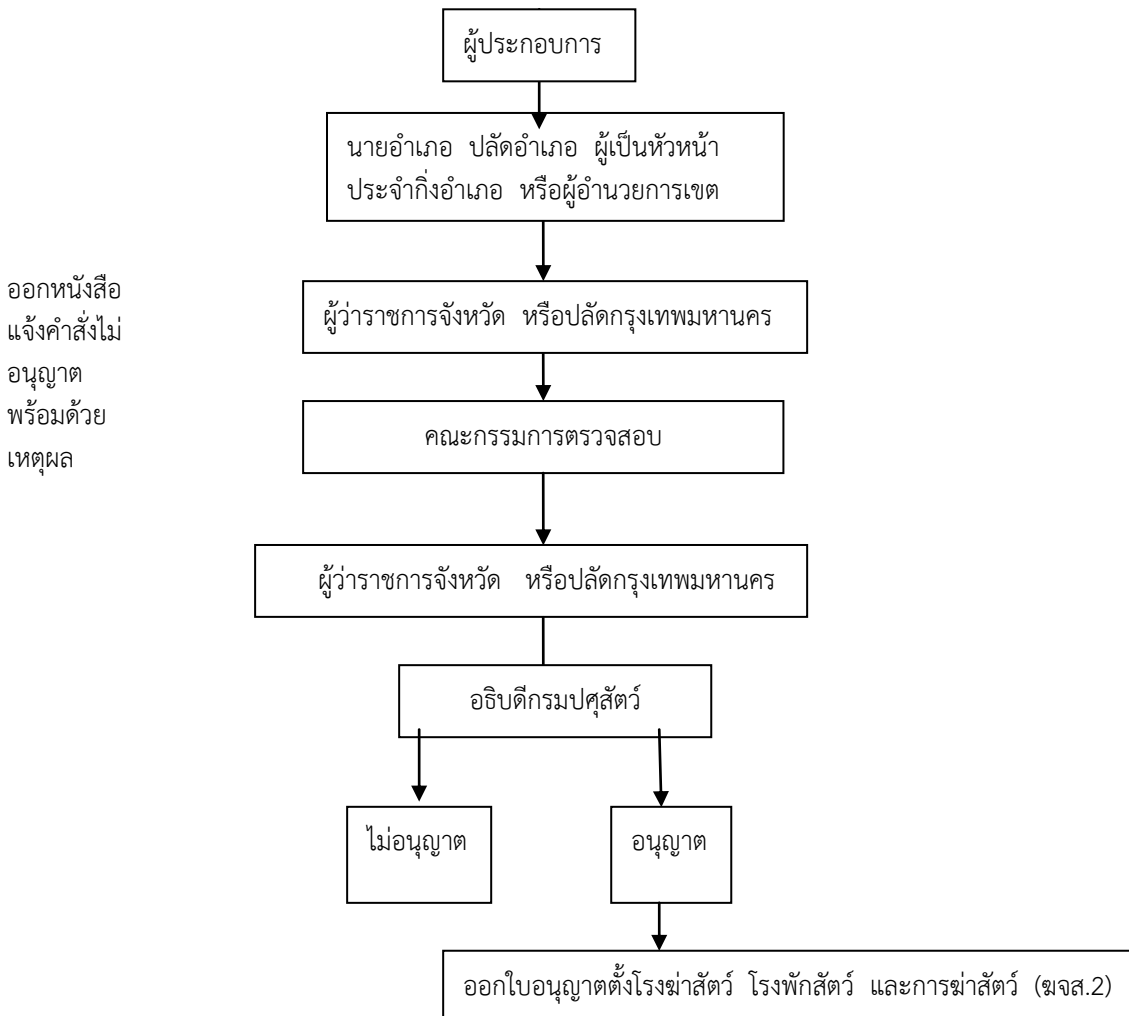 ผู้ประกอบการ
นายอำเภอ ปลัดอำเภอ ผู้เป็นหัวหน้า
ประจำกิ่งอำเภอ หรือผู้อำนวยการเขต
ออกหนังสือ
แจ้งคำสั่งไม่
อนุญาต
พร้อมด้วย
เหตุผล
ผู้ว่าราชการจังหวัด หรือปลัดกรุงเทพมหานคร
คณะกรรมการตรวจสอบ
ผู้ว่าราชการจังหวัด หรือปลัดกรุงเทพมหานคร
อธิบดีกรมปศุสัตว์
ไม่อนุญาต
อนุญาต
ออกใบอนุญาตตั้งโรงฆ่าสัตว์ โรงพักสัตว์ และการฆ่าสัตว์ (ฆจส.2)